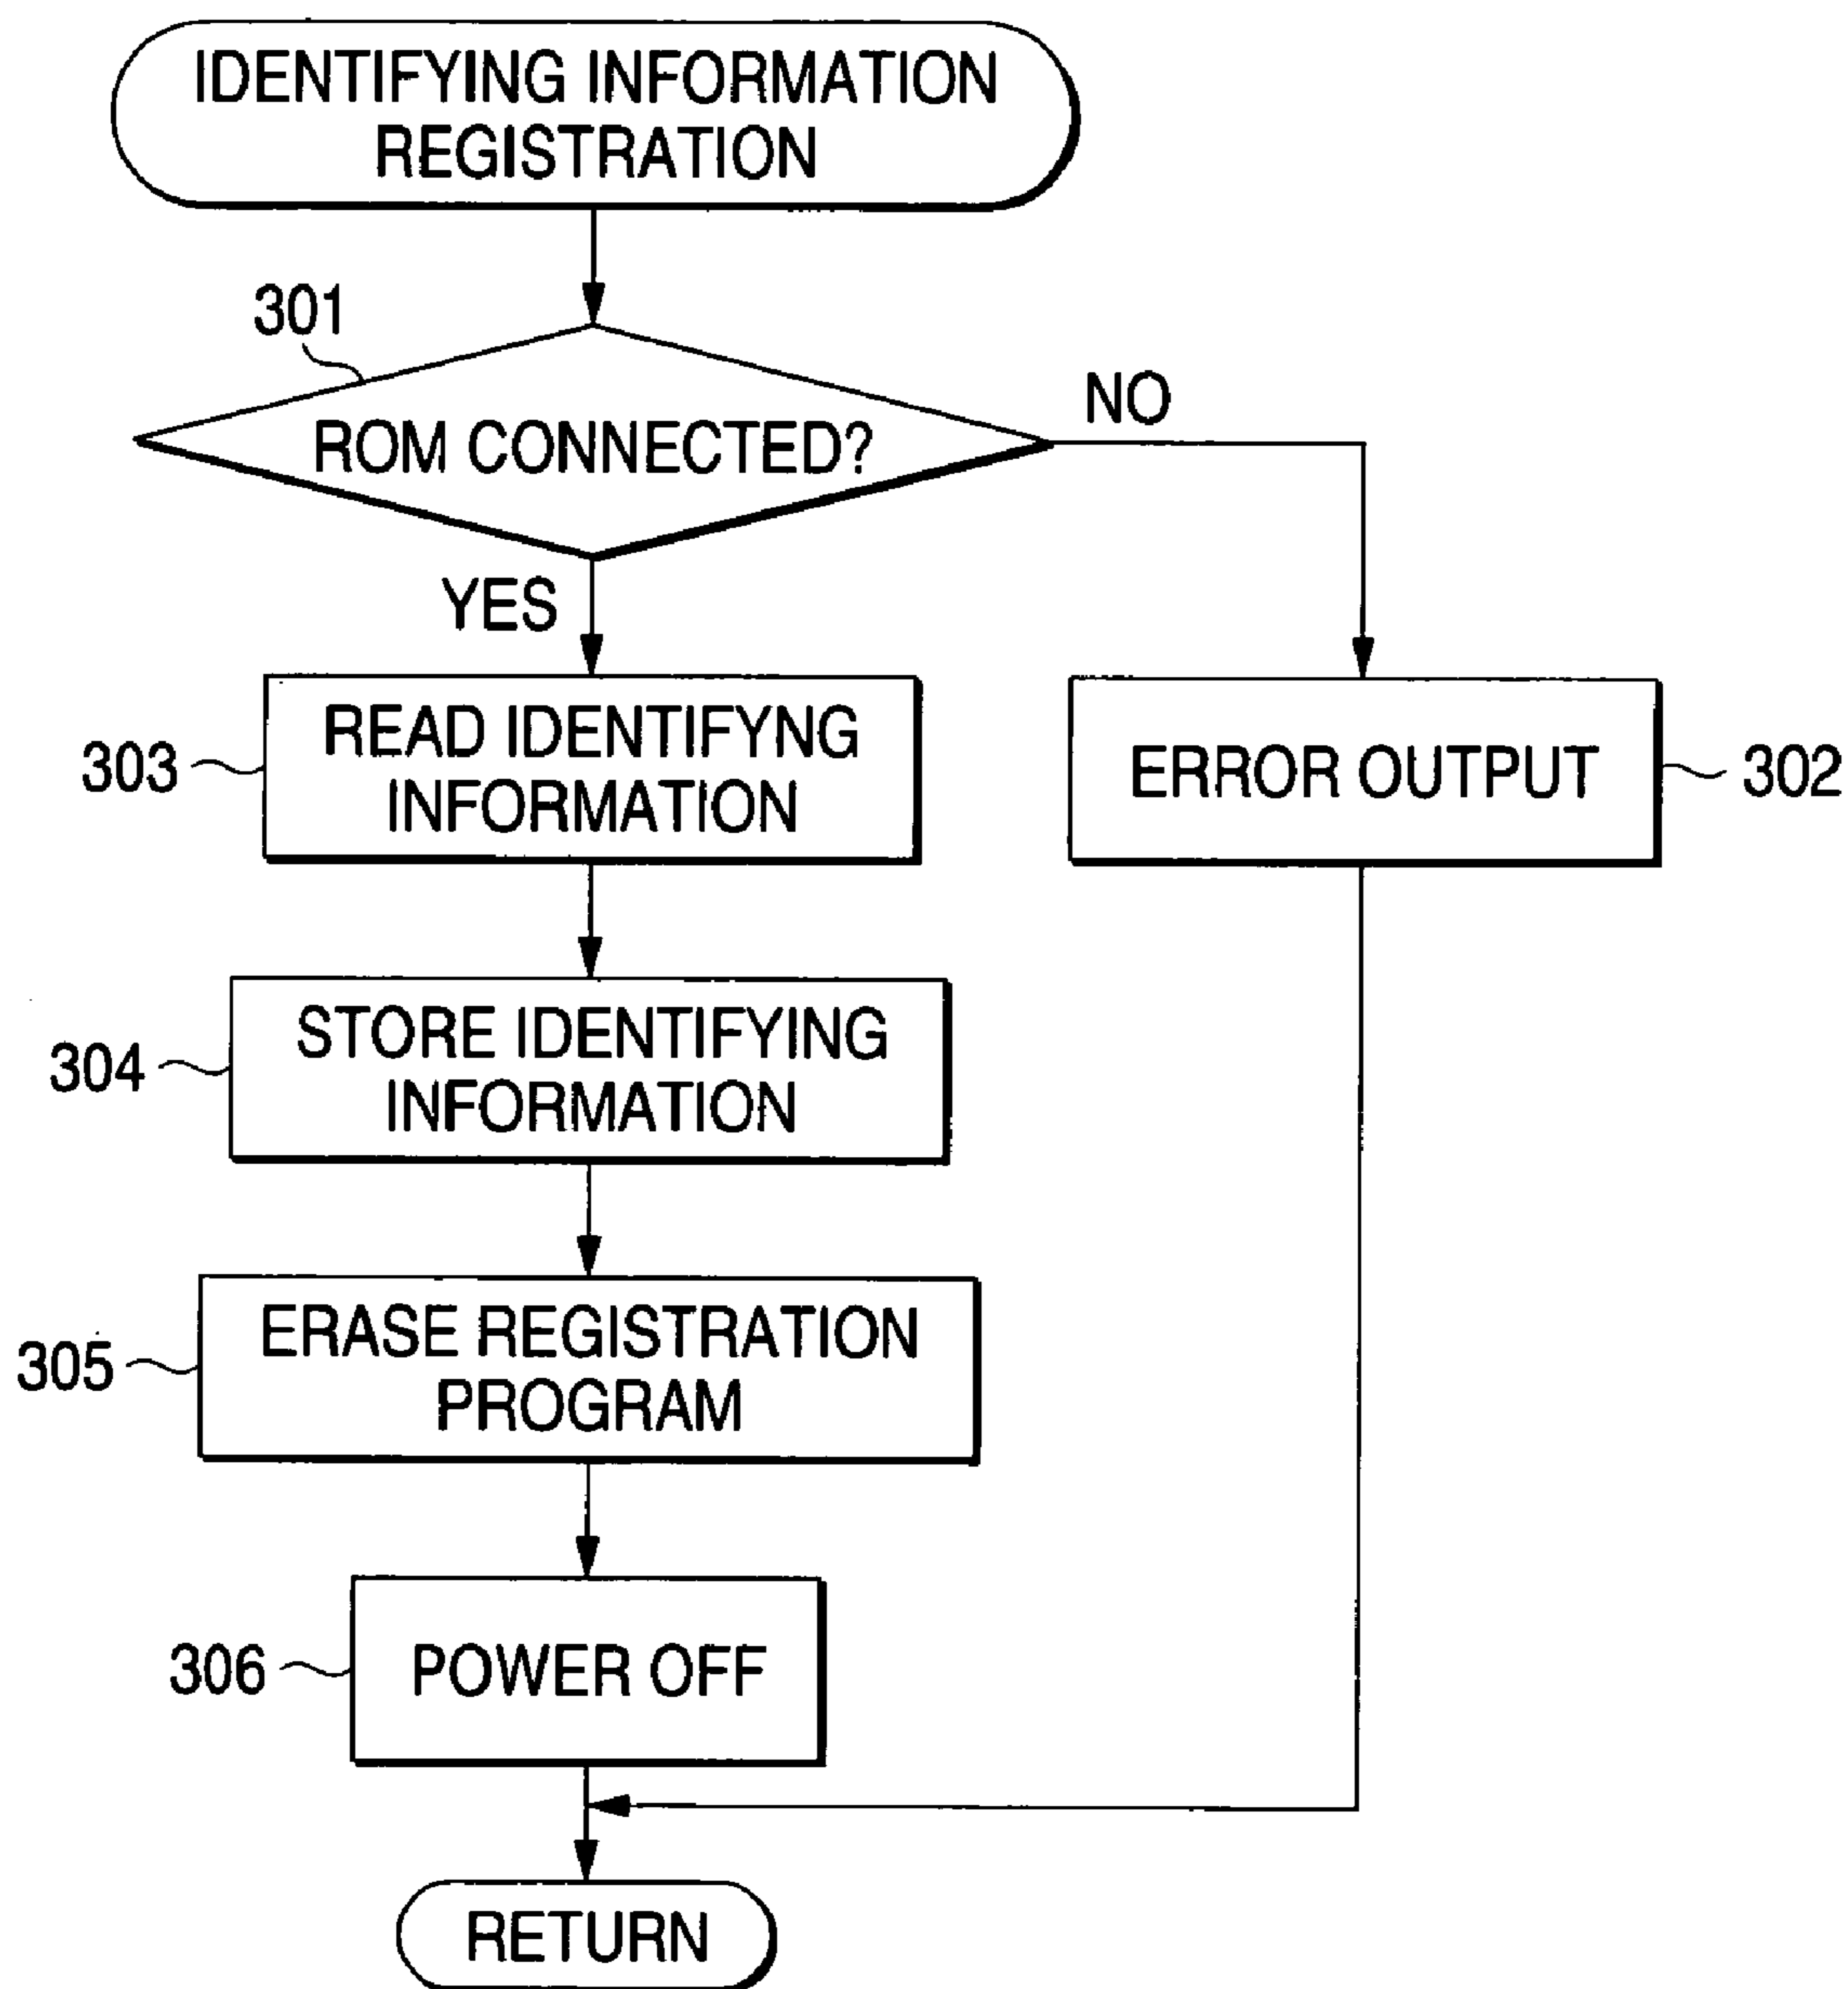 IDENTIFYING INFORMATION
REGISTRATION
301
ROM CONNECTED?
NO
YES
READ IDENTIFYNG
INFORMATION
303
ERROR OUTPUT
302
STORE IDENTIFYING
INFORMATION
304
ERASE REGISTRATION
PROGRAM
305
POWER OFF
306
RETURN